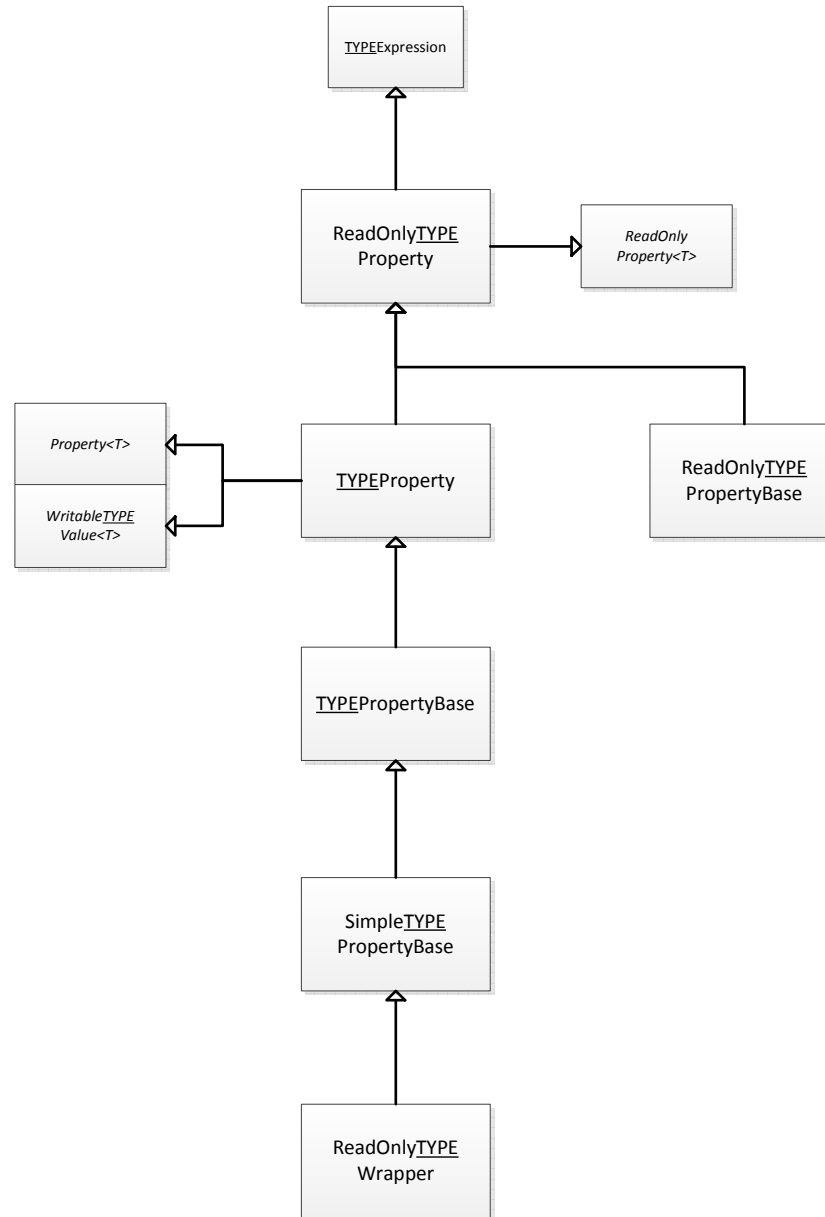 TYPEExpression
ReadOnlyTYPE
Property
ReadOnly
Property<T>
Property<T>
WritableTYPE
Value<T>
TYPEProperty
ReadOnlyTYPE
PropertyBase
TYPEPropertyBase
SimpleTYPE
PropertyBase
ReadOnlyTYPE
Wrapper